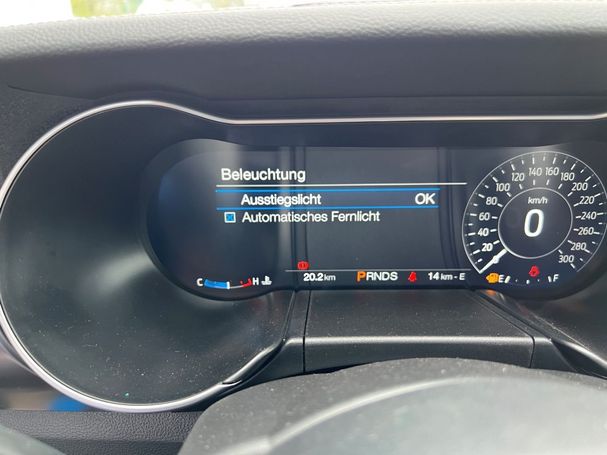 Beleuchtung
Ausstiegslicht OK
Automatisches Fernlicht
20 40 60 80 100 120 140 160 180 200 220 240 260 280 300
km/h
0
C H
20.2 km PRNDS 14 km - E
E F